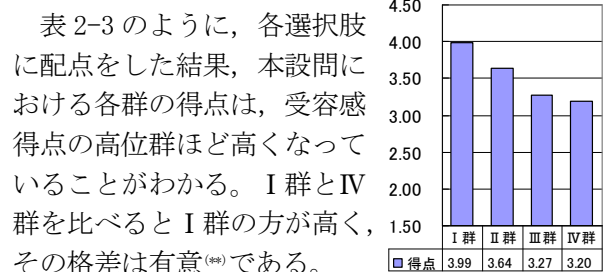 表 2-3 のように，各選択肢
に配点をした結果，本設問に
おける各群の得点は，受容感
得点の高位群ほど高くなって
いることがわかる。Ⅰ群とⅣ
群を比べるとⅠ群の方が高く，
その格差は有意(**)である。
4.50
4.00
3.50
3.00
2.50
2.00
1.50
Ⅰ群 Ⅱ群 Ⅲ群 Ⅳ群
得点 3.99 3.64 3.27 3.20